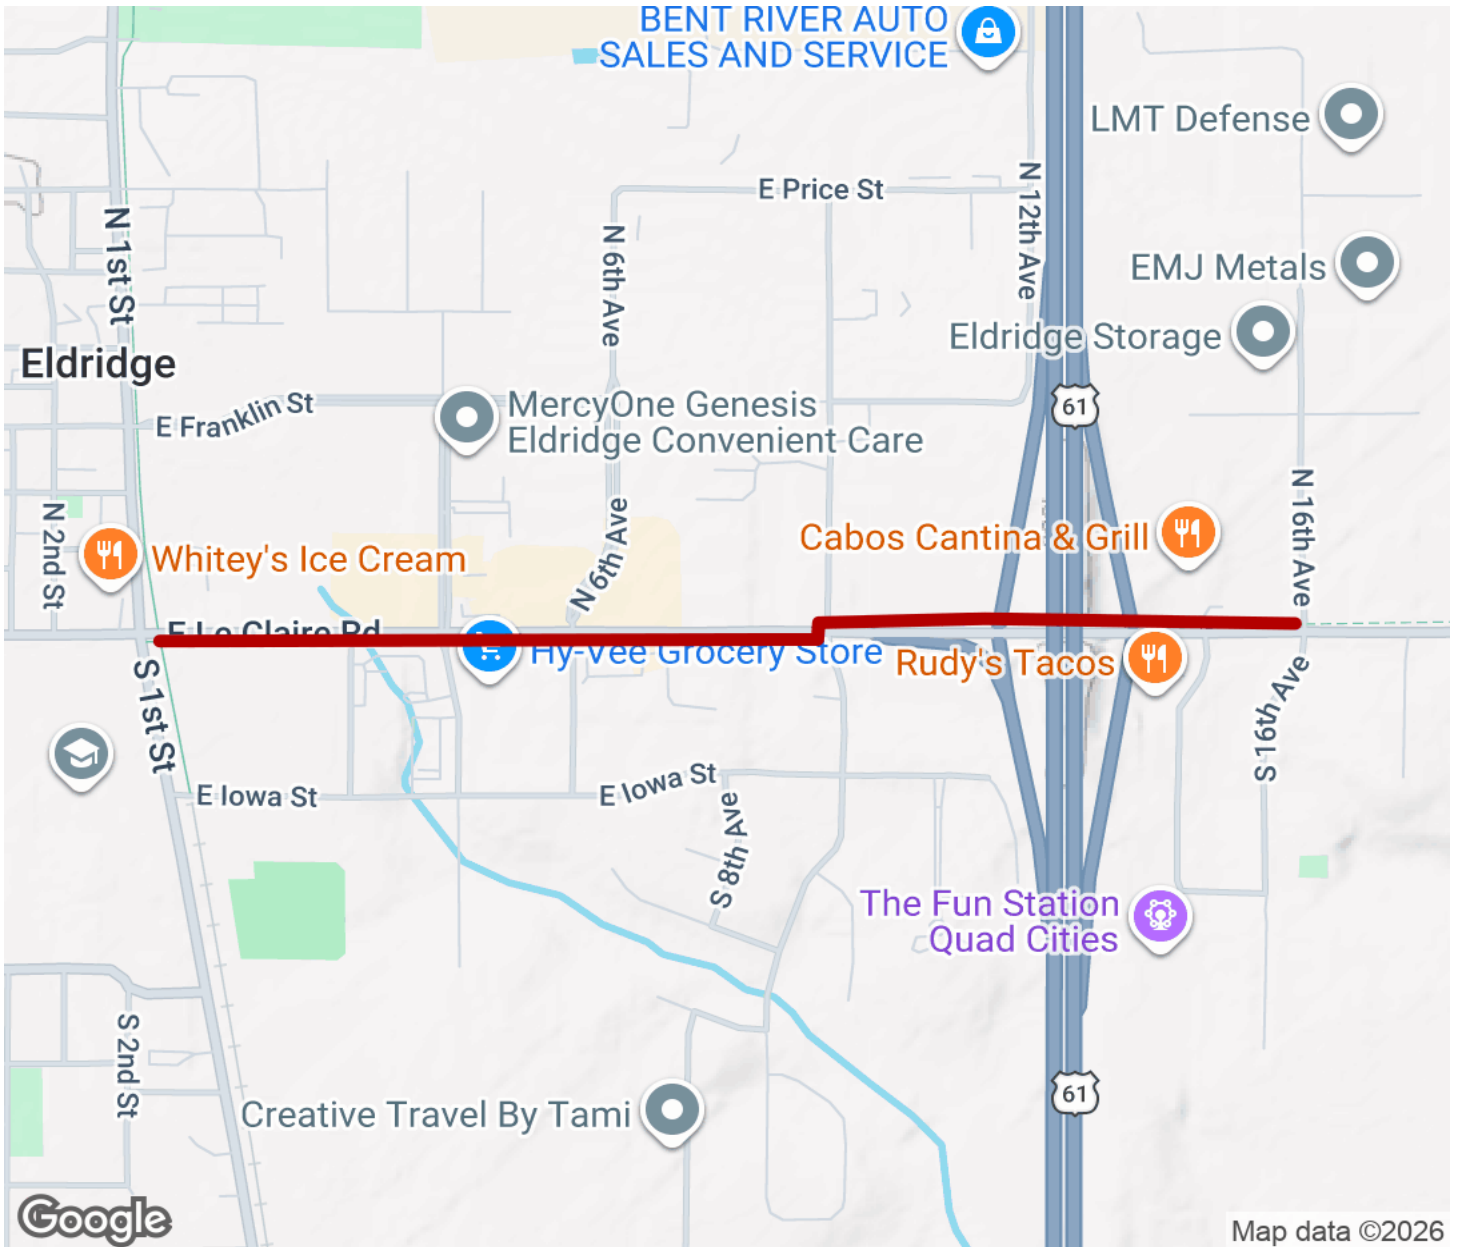 BENT RIVER AUTO
SALES AND SERVICE
LMT Defense
E Price St
N 12th Ave
N 1st St
N 6th Ave
EMJ Metals
Eldridge Storage
Eldridge
61
E Franklin St
MercyOne Genesis
Eldridge Convenient Care
N 2nd St
N 6th Ave
N 16th Ave
Cabos Cantina & Grill
Whitey's Ice Cream
E Le Claire Rd
Hy-Vee Grocery Store
Rudy's Tacos
S 1st St
S 16th Ave
E Iowa St
E Iowa St
S 8th Ave
The Fun Station
Quad Cities
S 2nd St
61
Creative Travel By Tami
Google
Map data ©2026